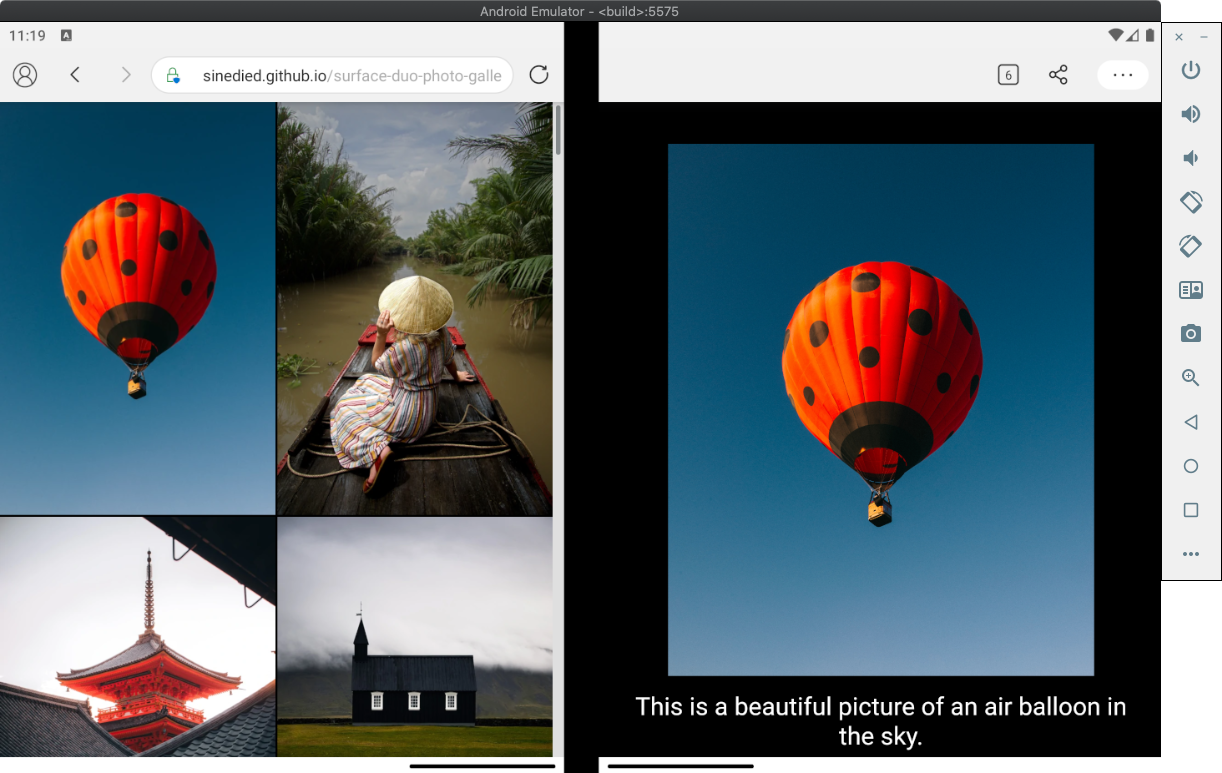 Android Emulator - <build>:5575
11:19 A
sinedied.github.io/surface-duo-photo-galle
6
This is a beautiful picture of an air balloon in
the sky.